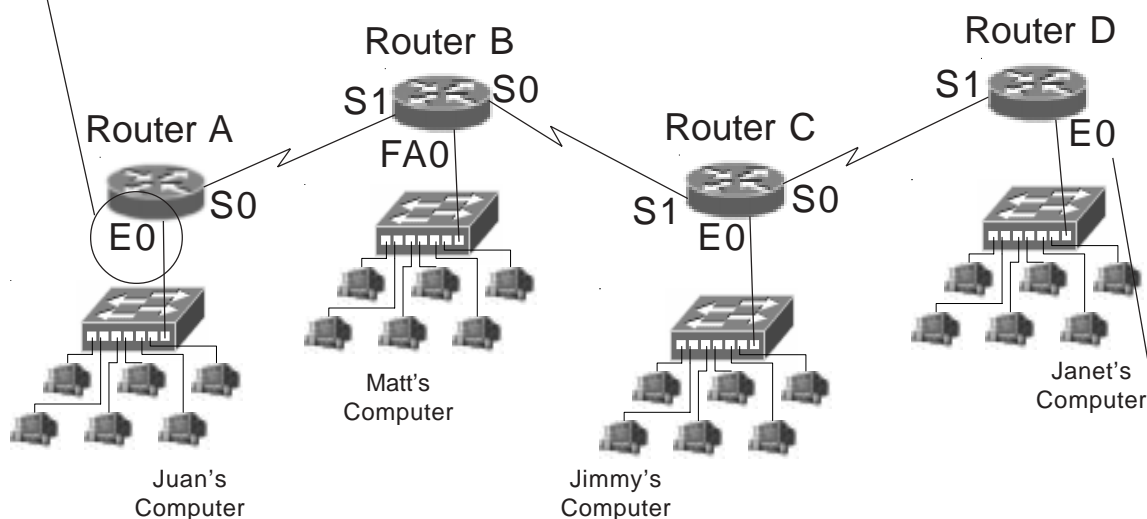 Router D
Router B
S1
S0
S1
E0
Router A
Router C
FA0
S0
S1
S0
E0
E0
Matt's
Computer
Janet's
Computer
Juan's
Computer
Jimmy's
Computer